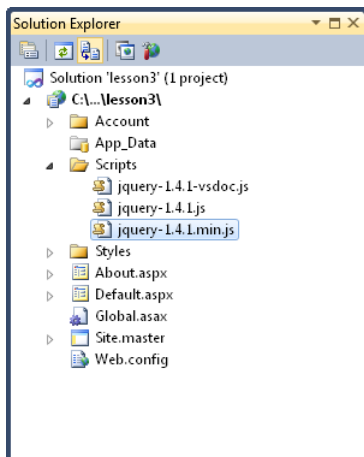 Solution Explorer
Solution 'lesson3' (1 project)
C:\...\lesson3\
Account
App_Data
Scripts
jquery-1.4.1-vsdoc.js
jquery-1.4.1.js
jquery-1.4.1.min.js
Styles
About.aspx
Default.aspx
Global.asax
Site.master
Web.config